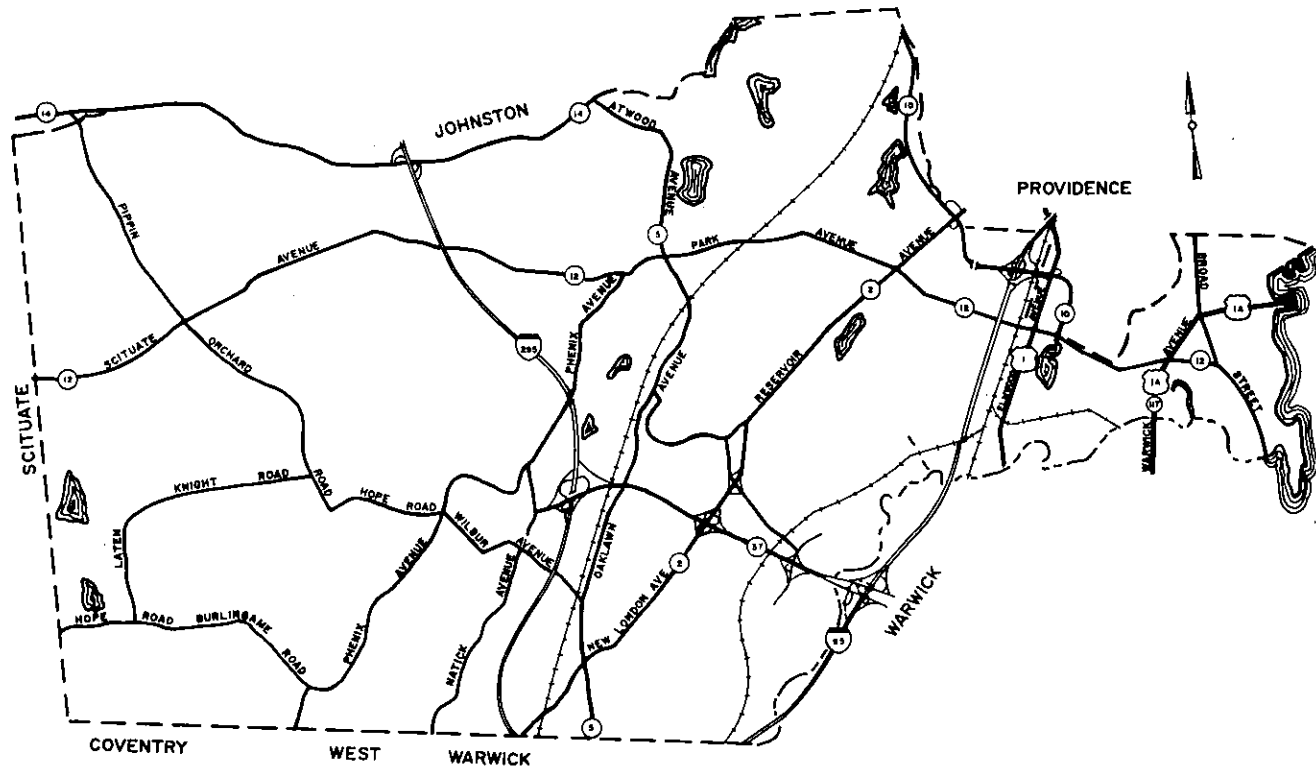 14
JOHNSTON
14
ATWOOD
AVENUE
10
PROVIDENCE
PIPPIN
ORCHARD
ROAD
SCITUATE
AVENUE
12
5
PARK
AVENUE
AVENUE
2
RESERVOIR
12
10
BROAD
STREET
1A
AVENUE
12
1A
117
WARWICK
1
295
PHENIX
AVENUE
AVENUE
OAKLAWN
12
SCITUATE
KNIGHT ROAD
LATEN
HOPE ROAD
WILBUR
AVENUE
37
2
NEW LONDON AVE.
WARWICK
95
HOPE ROAD
BURLINGAME
ROAD
PHENIX
AVENUE
NATICK
AVENUE
5
COVENTRY
WEST WARWICK